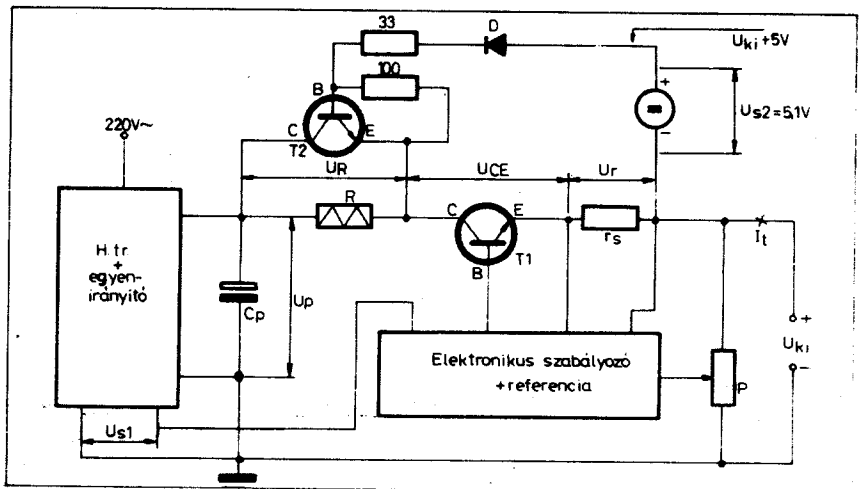 33
D
Uki+5V
100
B
+
Us2=5,1V
-
220V~
C
E
T2
UR
UCE
Ur
R
C
E
rs
It
T1
B
H.tr.
+
egyen-
irányító
Cp
Up
+
Uki
-
Elektronikus szabályozó
+referencia
P
Us1